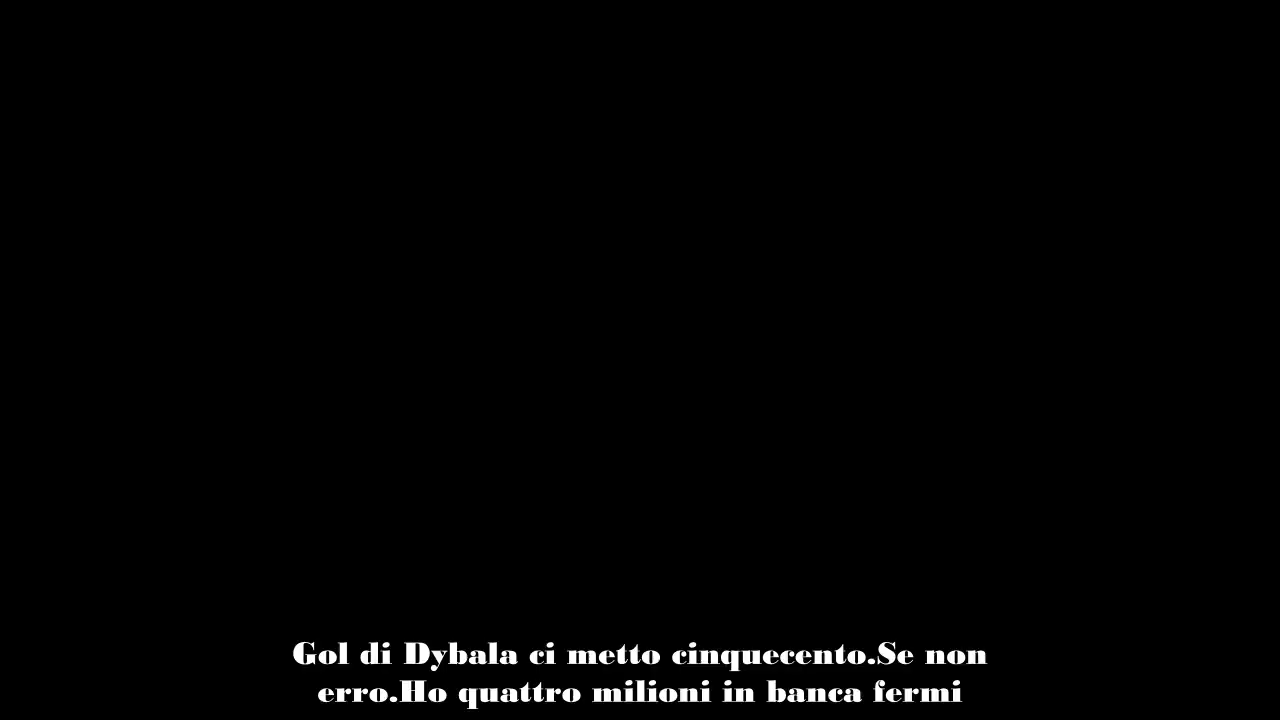 Gol di Dybala ci metto cinquecento.Se non
erro.Ho quattro milioni in banca fermi